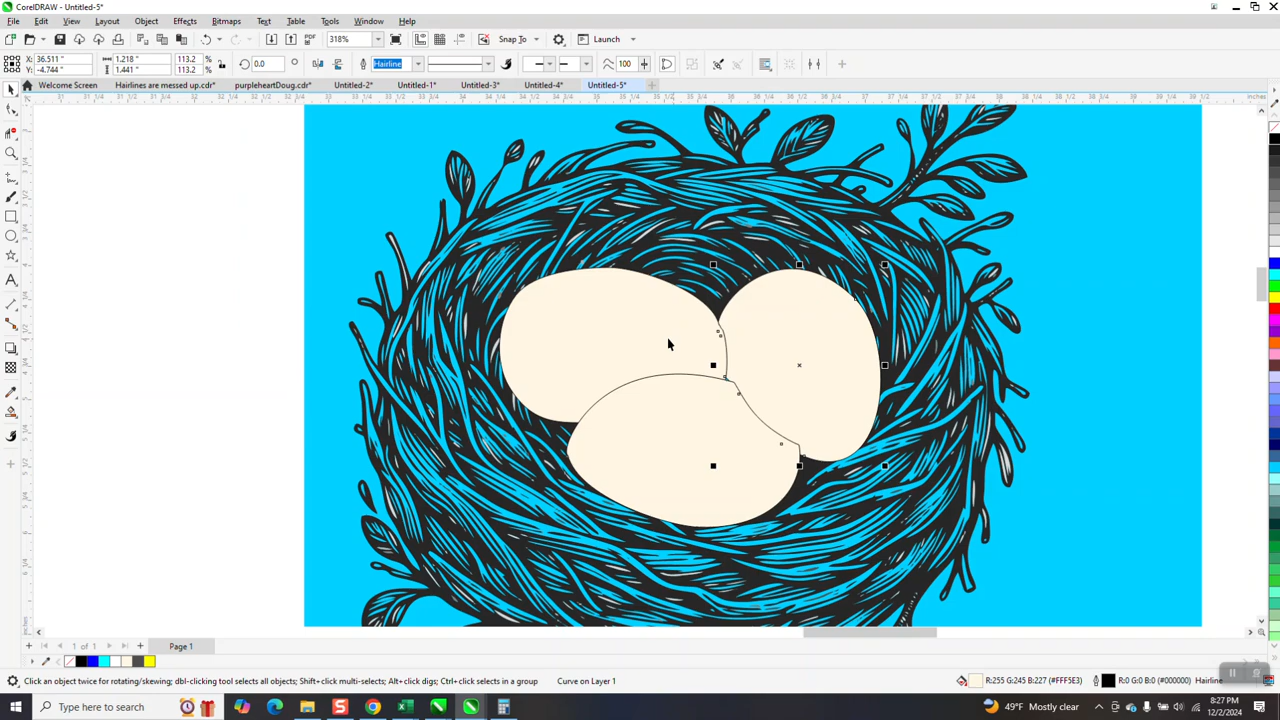 CorelDRAW - Untitled-5*
File Edit View Layout Object Effects Bitmaps Text Table Tools Window Help
PDF 318% Snap To Launch
X: 36.511 " 1.218 " 113.2 % 0.0 Hairline 100
Y: -4.744 " 1.441 " 113.2 %
Welcome Screen Hairlines are messed up.cdr* purpleheartDoug.cdr* Untitled-2* Untitled-1* Untitled-3* Untitled-4* Untitled-5*
inches
1 of 1 Page 1
Click an object twice for rotating/skewing; dbl-clicking tool selects all objects; Shift+click multi-selects; Alt+click digs; Ctrl+click selects in a group Curve on Layer 1 R:255 G:245 B:227 (#FFF5E3) R:0 G:0 B:0 (#000000) Hairline
Type here to search 49°F Mostly clear 8:27 PM
12/2/2024